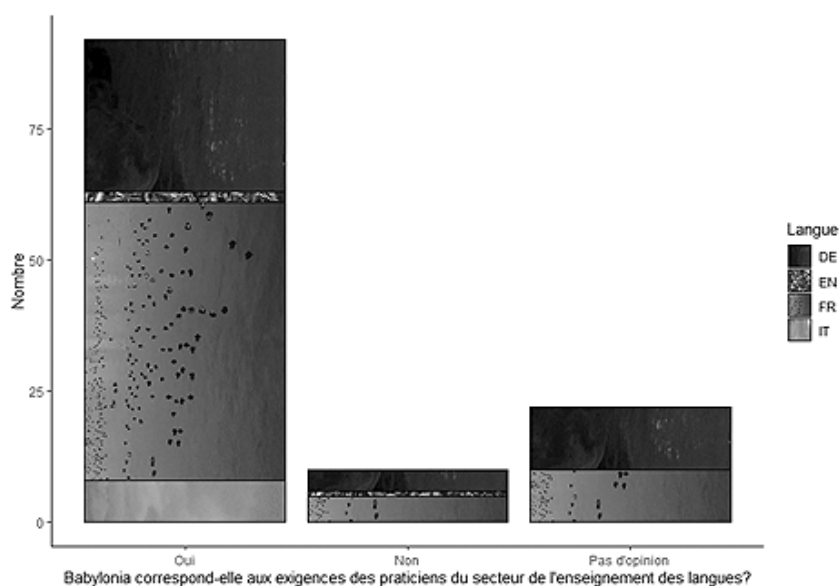 75
50
25
0
Nombre
Oui
Non
Pas d'opinion
Babylonia correspond-elle aux exigences des praticiens du secteur de l'enseignement des langues?
Langue
DE
EN
FR
IT